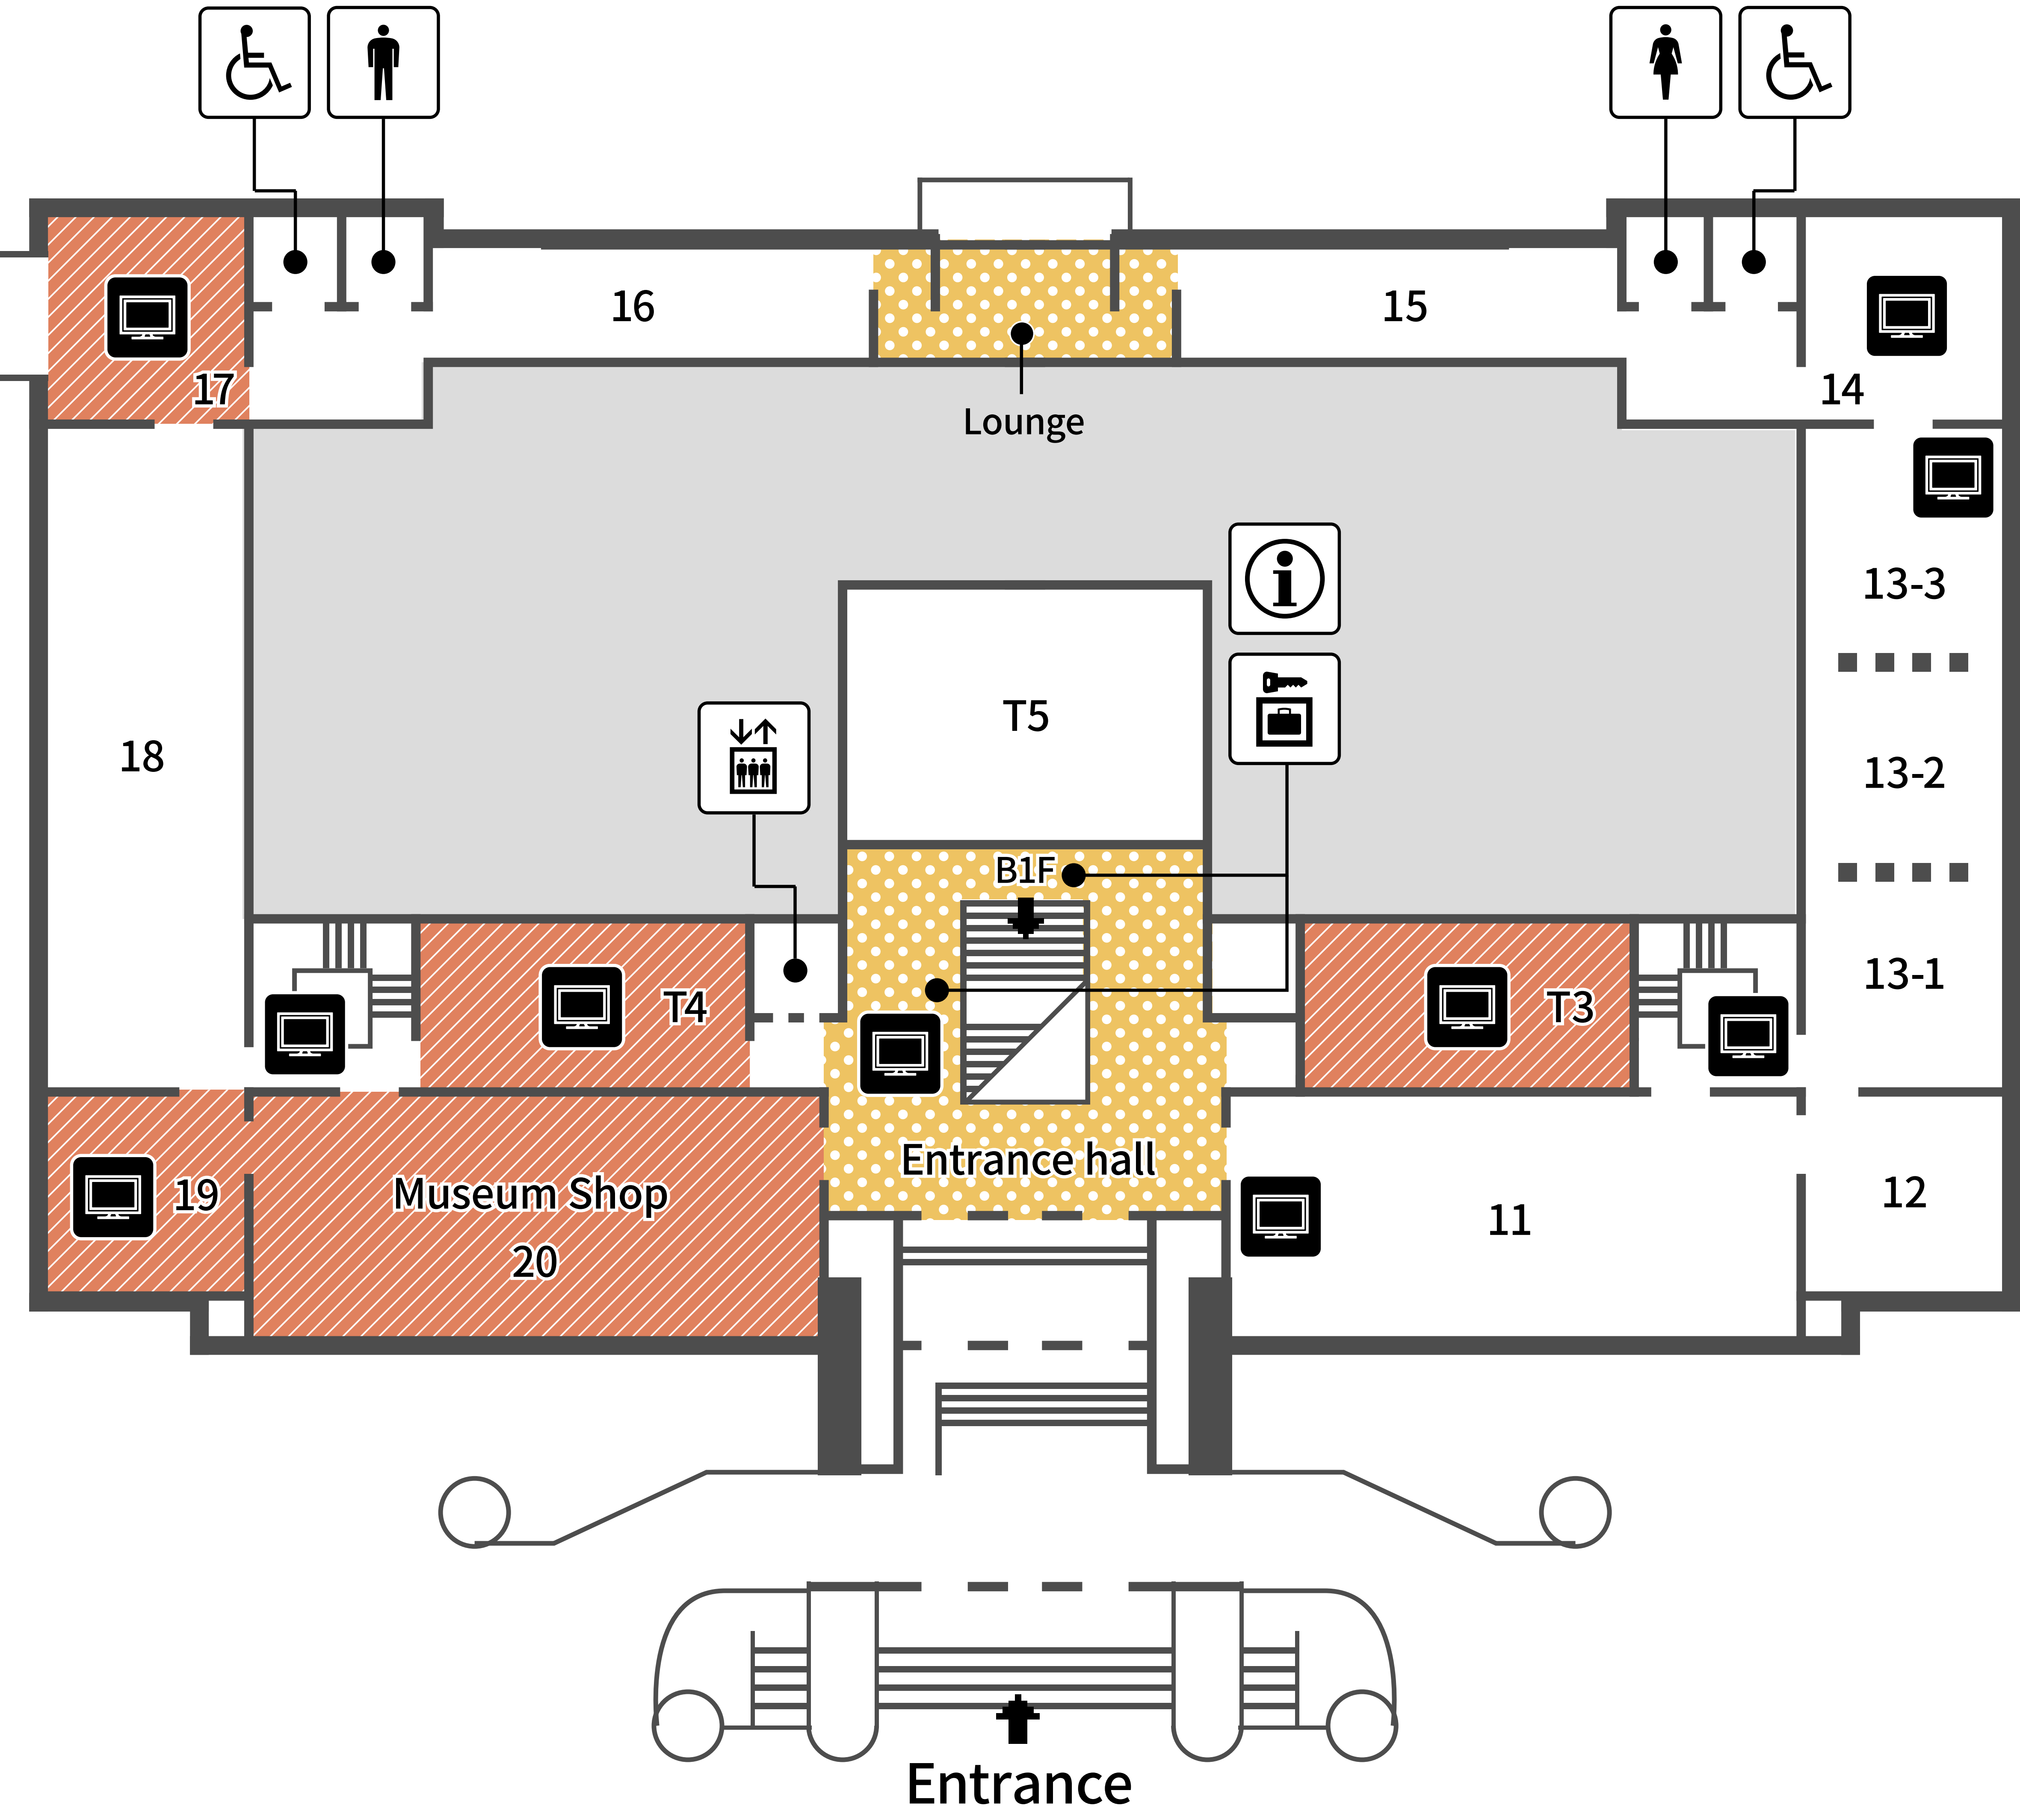 16
15
17
14
Lounge
13-3
T5
18
13-2
B1F
13-1
T4
T3
Entrance hall
19
Museum Shop
20
11
12
Entrance